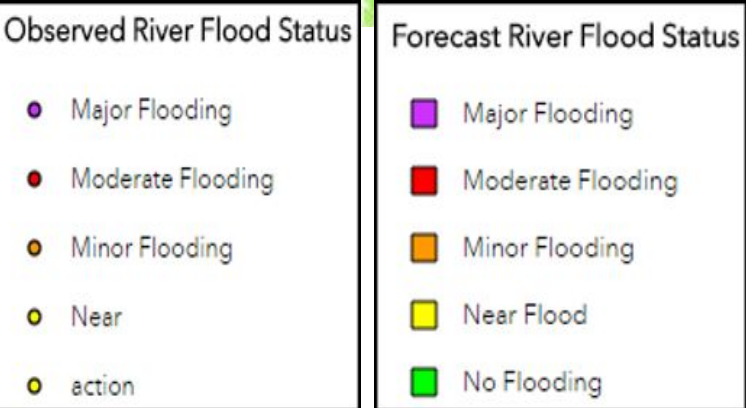 Observed River Flood Status
Major Flooding
Moderate Flooding
Minor Flooding
Near
action
Forecast River Flood Status
Major Flooding
Moderate Flooding
Minor Flooding
Near Flood
No Flooding